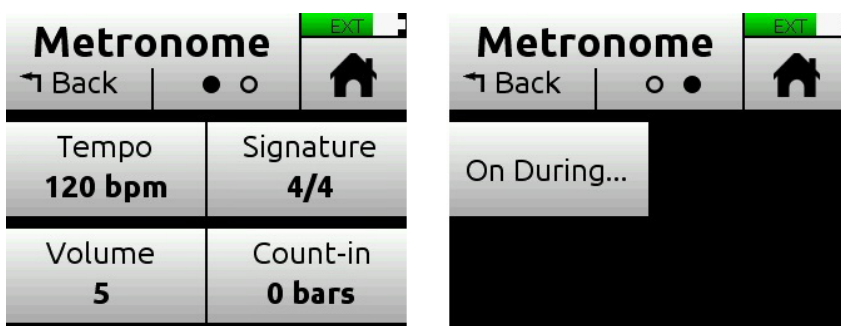 Metronome
EXT
Back
Tempo
120 bpm
Signature
4/4
Volume
5
Count-in
0 bars
Metronome
EXT
Back
On During...